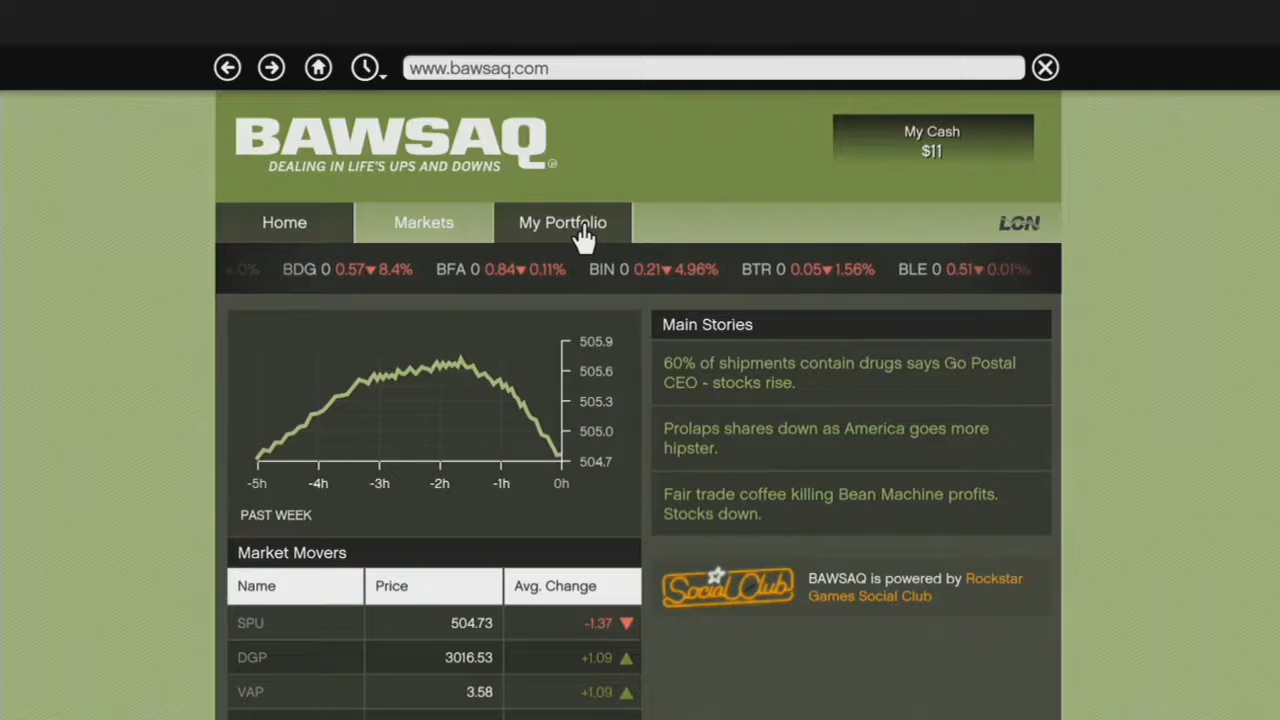 www.bawsaq.com
BAWSAQ
DEALING IN LIFE'S UPS AND DOWNS
My Cash
$11
Home Markets My Portfolio LCN
0% BDG 0 0.57▼8.4% BFA 0 0.84▼0.11% BIN 0 0.21▼4.96% BTR 0 0.05▼1.56% BLE 0 0.51▼0.01%
505.9
505.6
505.3
505.0
504.7
-5h -4h -3h -2h -1h 0h
PAST WEEK
Market Movers
Name Price Avg. Change
SPU 504.73 -1.37 ▼
DGP 3016.53 +1.09 ▲
VAP 3.58 +1.09 ▲
Main Stories
60% of shipments contain drugs says Go Postal
CEO - stocks rise.
Prolaps shares down as America goes more
hipster.
Fair trade coffee killing Bean Machine profits.
Stocks down.
Social Club
BAWSAQ is powered by Rockstar
Games Social Club